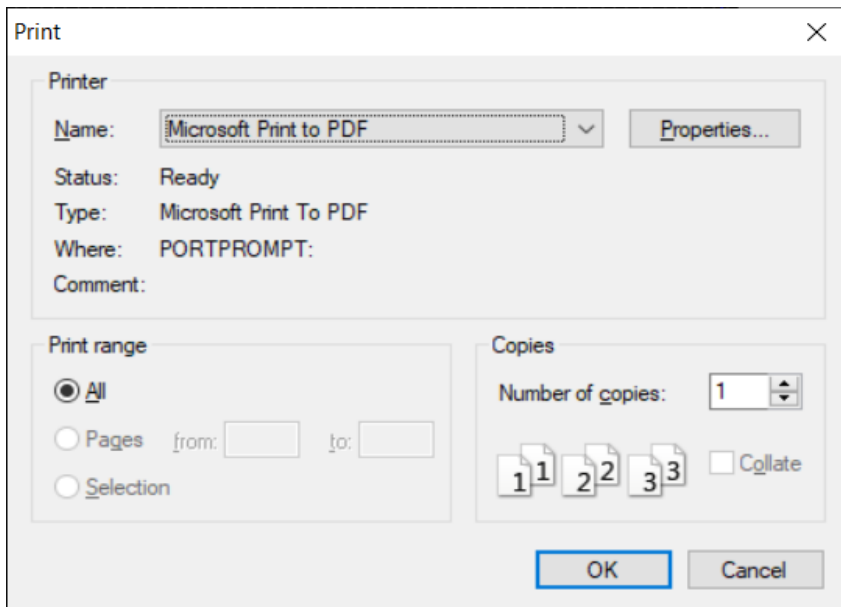 Print
Printer
Name: Microsoft Print to PDF Properties...
Status: Ready
Type: Microsoft Print To PDF
Where: PORTPROMPT:
Comment:
Print range
All
Pages from: to:
Selection
Copies
Number of copies: 1
1 1 2 2 3 3 Collate
OK Cancel